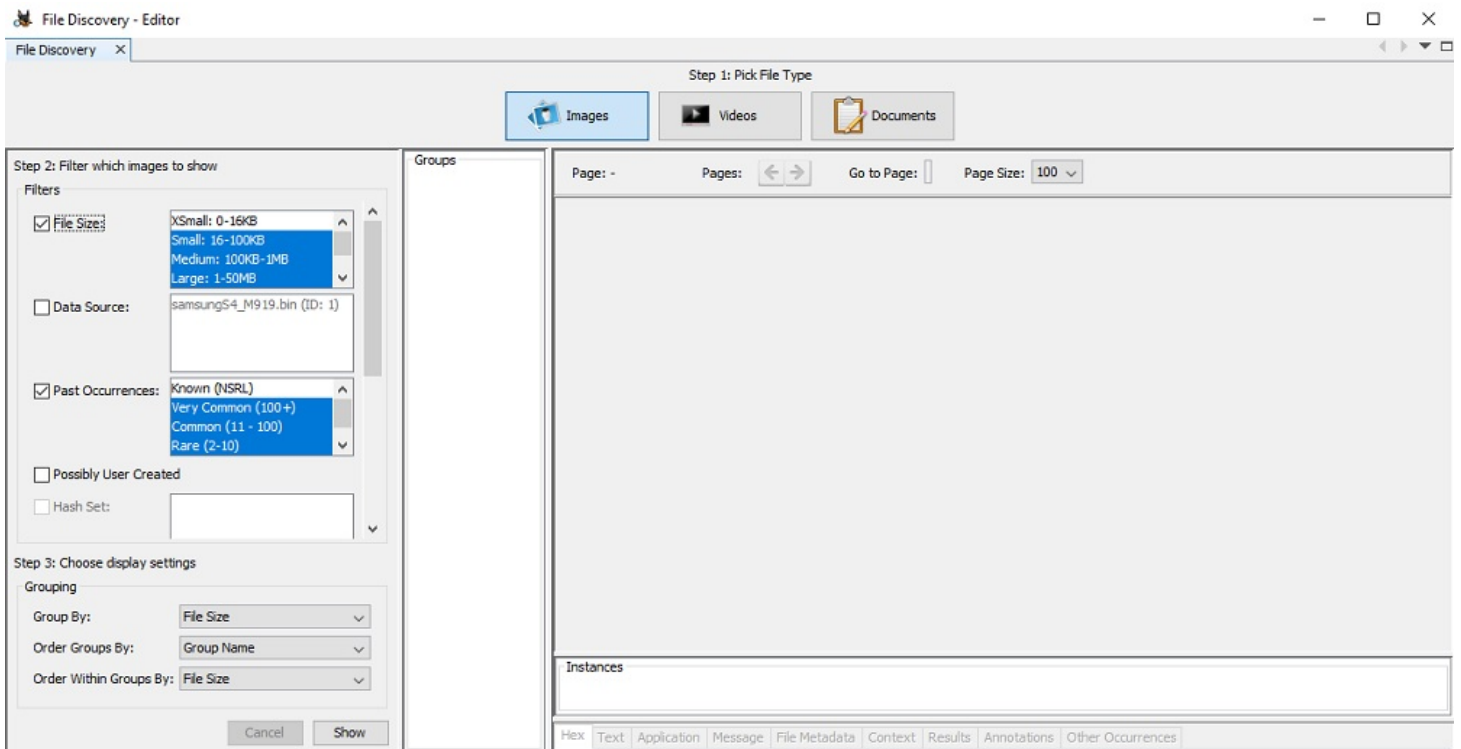 File Discovery - Editor
File Discovery
Step 1: Pick File Type
Images
Videos
Documents
Step 2: Filter which images to show
Filters
File Size:
XSmall: 0-16KB
Small: 16-100KB
Medium: 100KB-1MB
Large: 1-50MB
Data Source:
samsungS4_M919.bin (ID: 1)
Past Occurrences:
Known (NSRL)
Very Common (100+)
Common (11 - 100)
Rare (2-10)
Possibly User Created
Hash Set:
Step 3: Choose display settings
Grouping
Group By: File Size
Order Groups By: Group Name
Order Within Groups By: File Size
Cancel Show
Groups
Page: - Pages: Go to Page: Page Size: 100
Instances
Hex Text Application Message File Metadata Context Results Annotations Other Occurrences